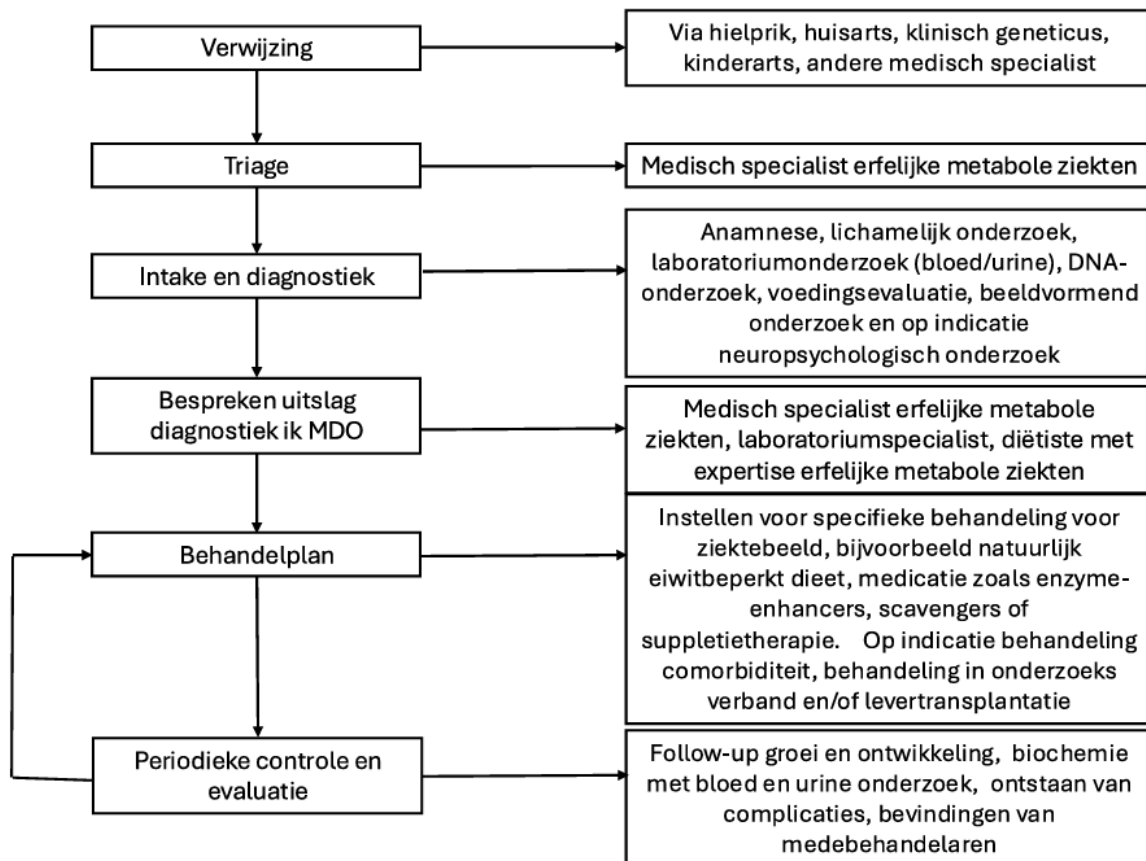 Verwijzing
Via hielprik, huisarts, klinisch geneticus,
kinderarts, andere medisch specialist
Triage
Medisch specialist erfelijke metabole ziekten
Intake en diagnostiek
Anamnese, lichamelijk onderzoek,
laboratoriumonderzoek (bloed/urine), DNA-
onderzoek, voedingsevaluatie, beeldvormend
onderzoek en op indicatie
neuropsychologisch onderzoek
Bespreken uitslag
diagnostiek ik MDO
Medisch specialist erfelijke metabole
ziekten, laboratoriumspecialist, diëtiste met
expertise erfelijke metabole ziekten
Behandelplan
Instellen voor specifieke behandeling voor
ziektebeeld, bijvoorbeeld natuurlijk
eiwitbeperkt dieet, medicatie zoals enzyme-
enhancers, scavengers of
suppletietherapie. Op indicatie behandeling
comorbiditeit, behandeling in onderzoeks
verband en/of levertransplantatie
Periodieke controle en
evaluatie
Follow-up groei en ontwikkeling, biochemie
met bloed en urine onderzoek, ontstaan van
complicaties, bevindingen van
medebehandelaren